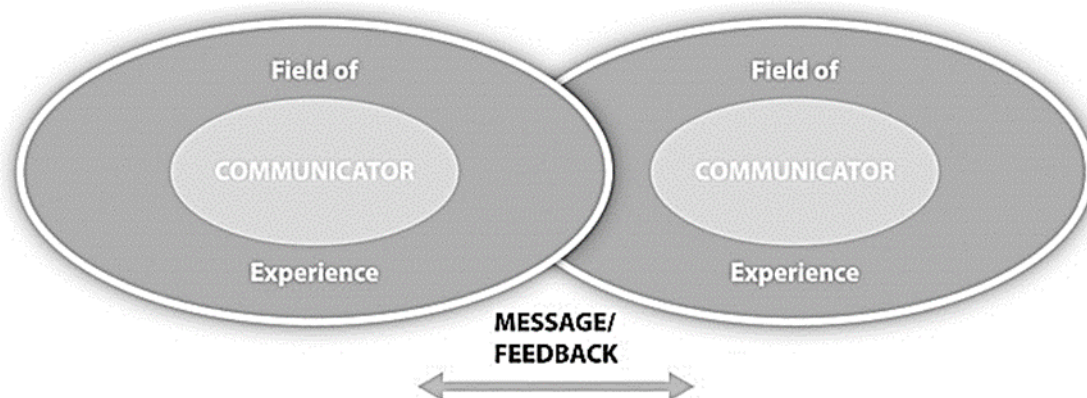 Field of
COMMUNICATOR
Experience
Field of
COMMUNICATOR
Experience
MESSAGE/
FEEDBACK